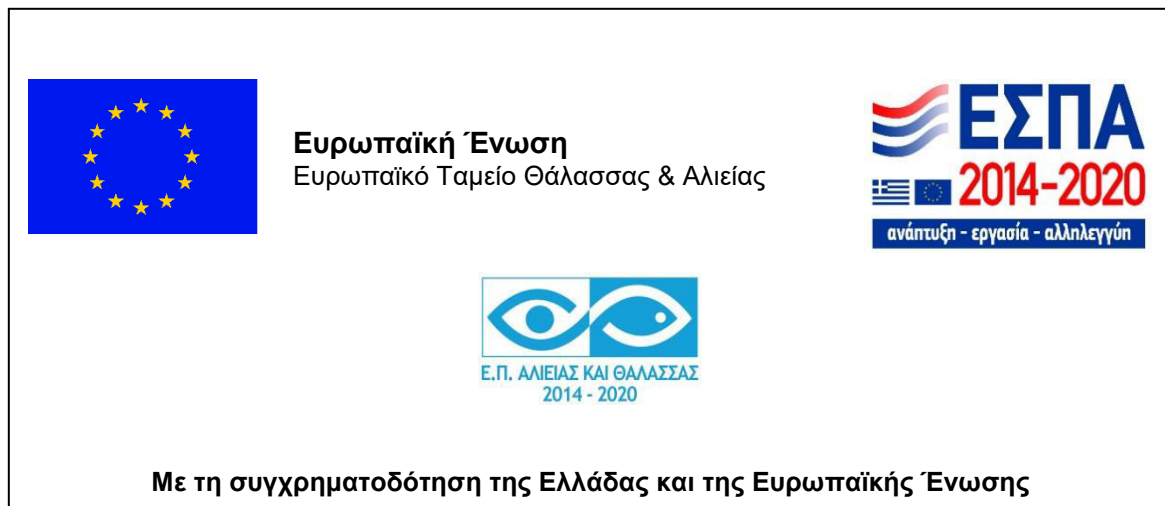 Ευρωπαϊκή Ένωση
Ευρωπαϊκό Ταμείο Θάλασσας & Αλιείας
ΕΣΠΑ
2014-2020
ανάπτυξη - εργασία - αλληλεγγύη
Ε.Π. ΑΛΙΕΙΑΣ ΚΑΙ ΘΑΛΑΣΣΑΣ
2014 - 2020
Με τη συγχρηματοδότηση της Ελλάδας και της Ευρωπαϊκής Ένωσης